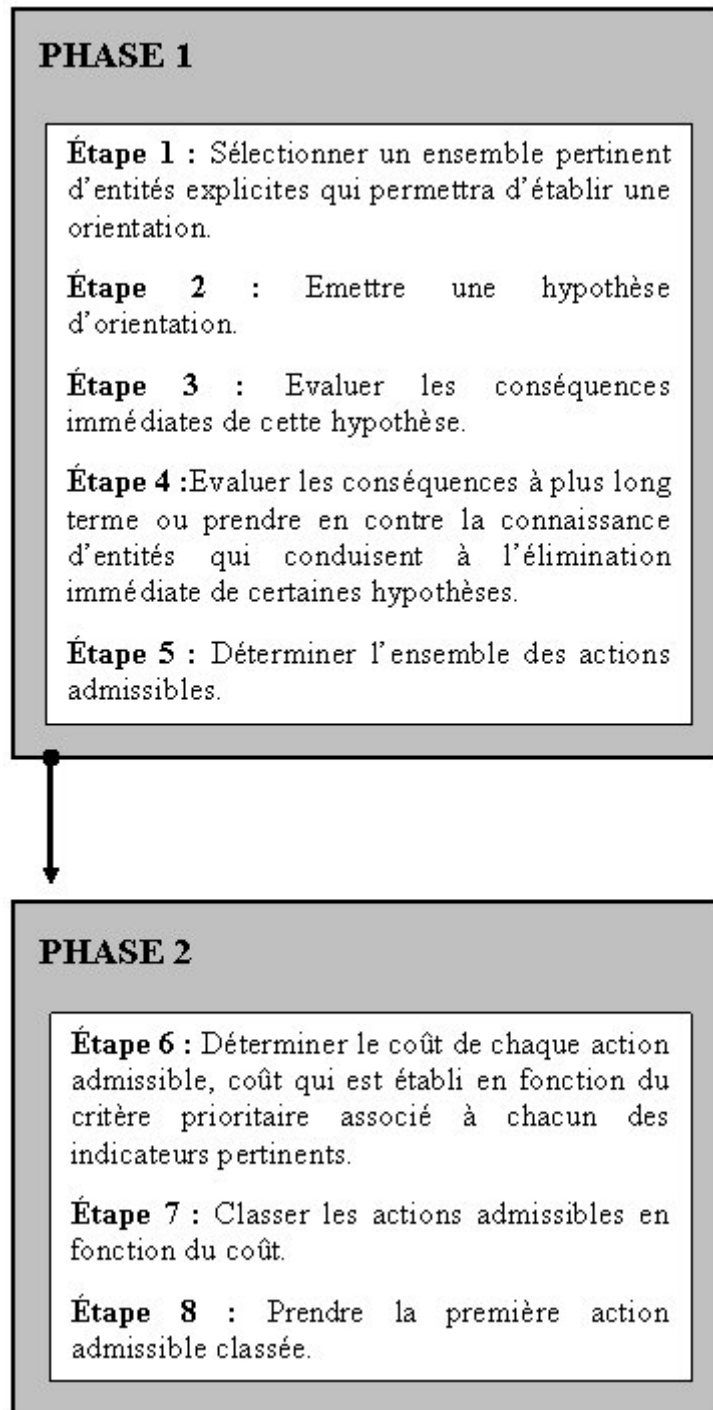 PHASE 1
Étape 1 : Sélectionner un ensemble pertinent
d'entités explicites qui permettra d'établir une
orientation.
Étape 2 : Emettre une hypothèse
d'orientation.
Étape 3 : Evaluer les conséquences
immédiates de cette hypothèse.
Étape 4 :Evaluer les conséquences à plus long
terme ou prendre en contre la connaissance
d'entités qui conduisent à l'élimination
immédiate de certaines hypothèses.
Étape 5 : Déterminer l'ensemble des actions
admissibles.
PHASE 2
Étape 6 : Déterminer le coût de chaque action
admissible, coût qui est établi en fonction du
critère prioritaire associé à chacun des
indicateurs pertinents.
Étape 7 : Classer les actions admissibles en
fonction du coût.
Étape 8 : Prendre la première action
admissible classée.